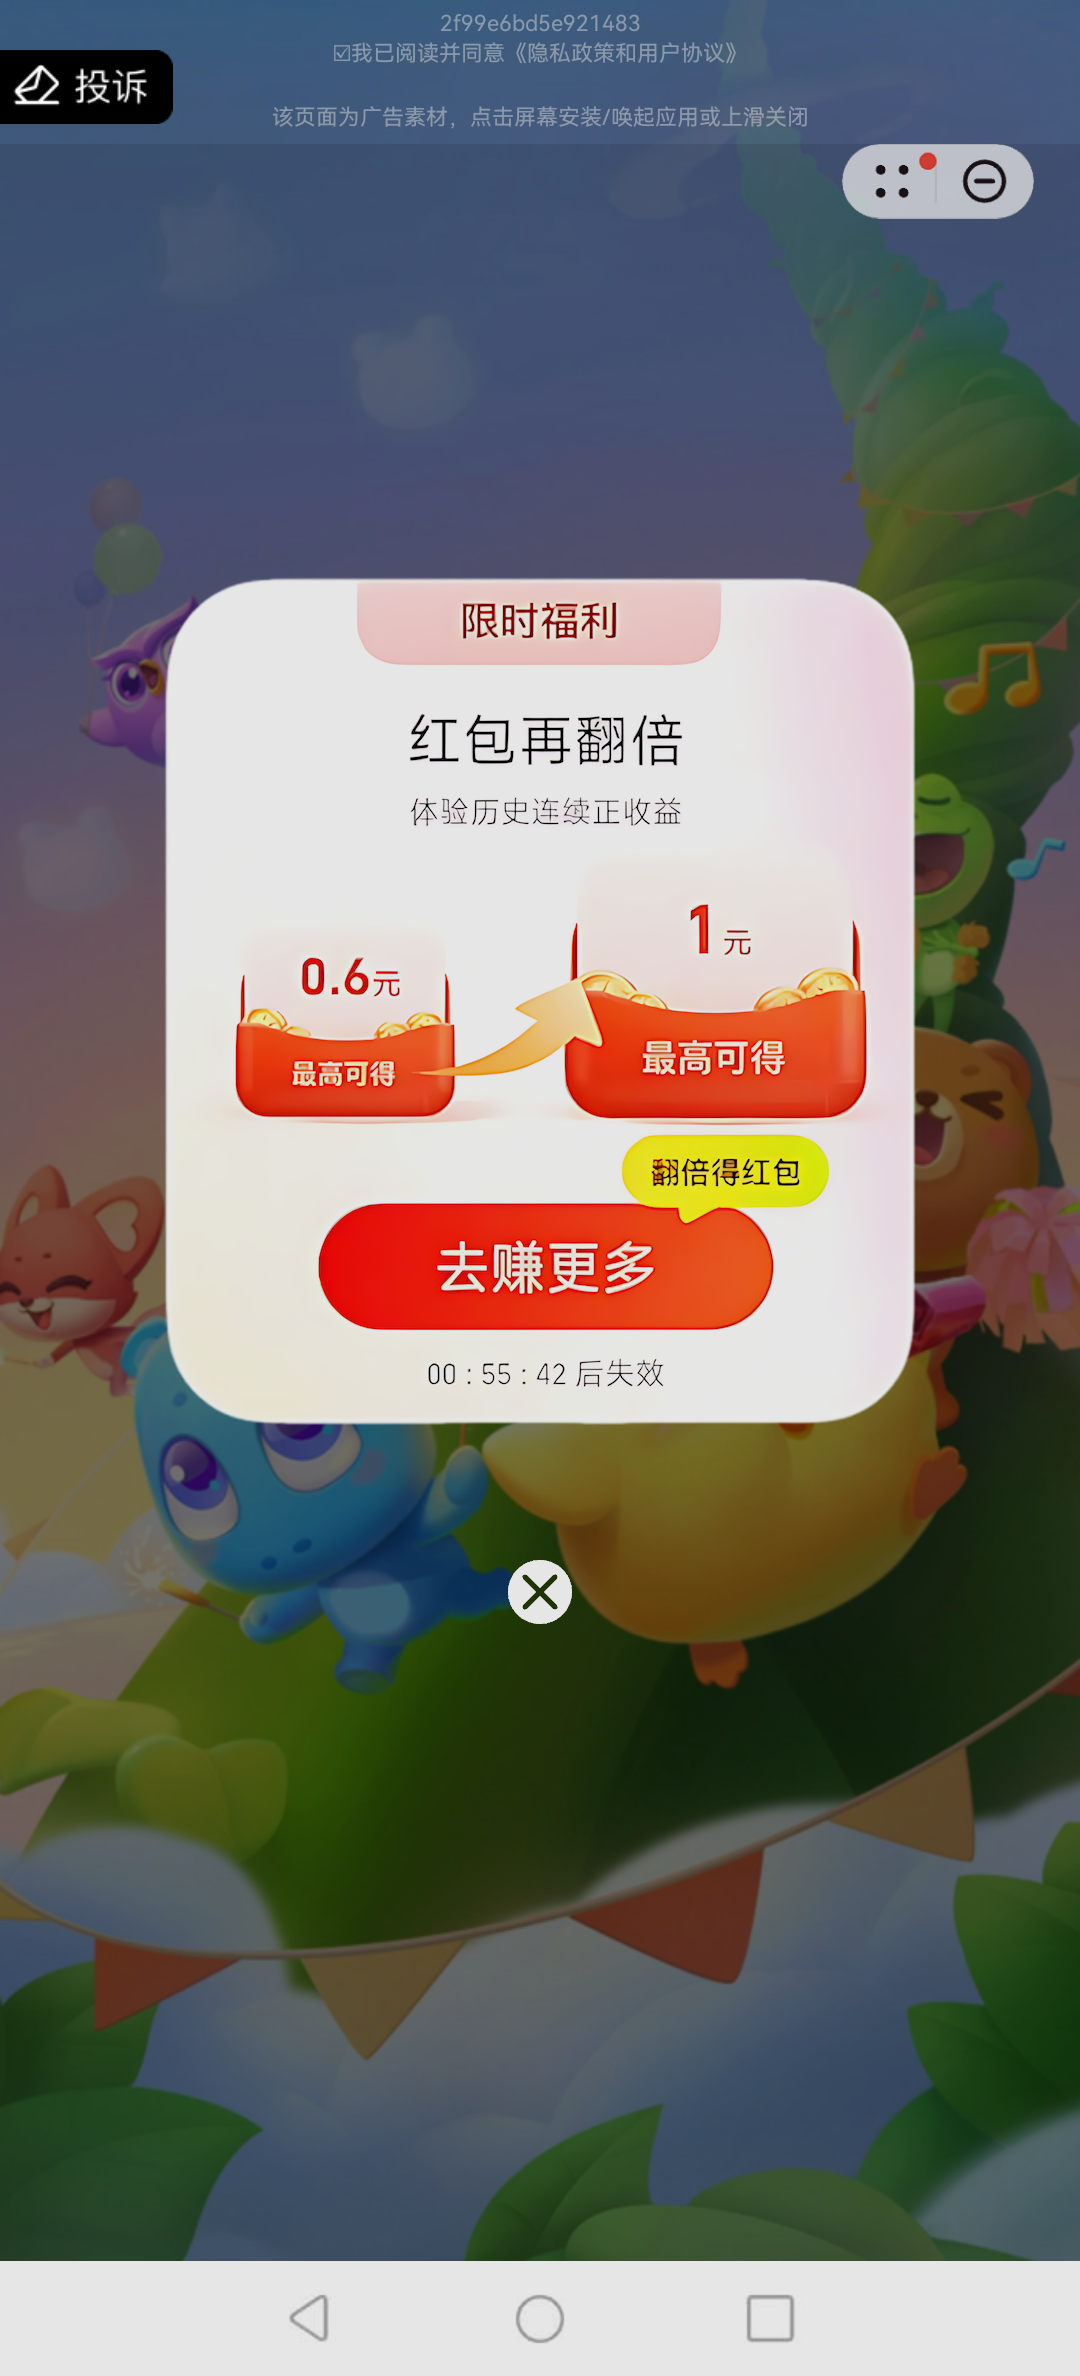 2f99e6bd5e921483
☑我已阅读并同意《隐私政策和用户协议》
投诉
该页面为广告素材，点击屏幕安装/唤起应用或上滑关闭
限时福利
红包再翻倍
体验历史连续正收益
0.6元
最高可得
1元
最高可得
翻倍得红包
去赚更多
00 : 55 : 42 后失效